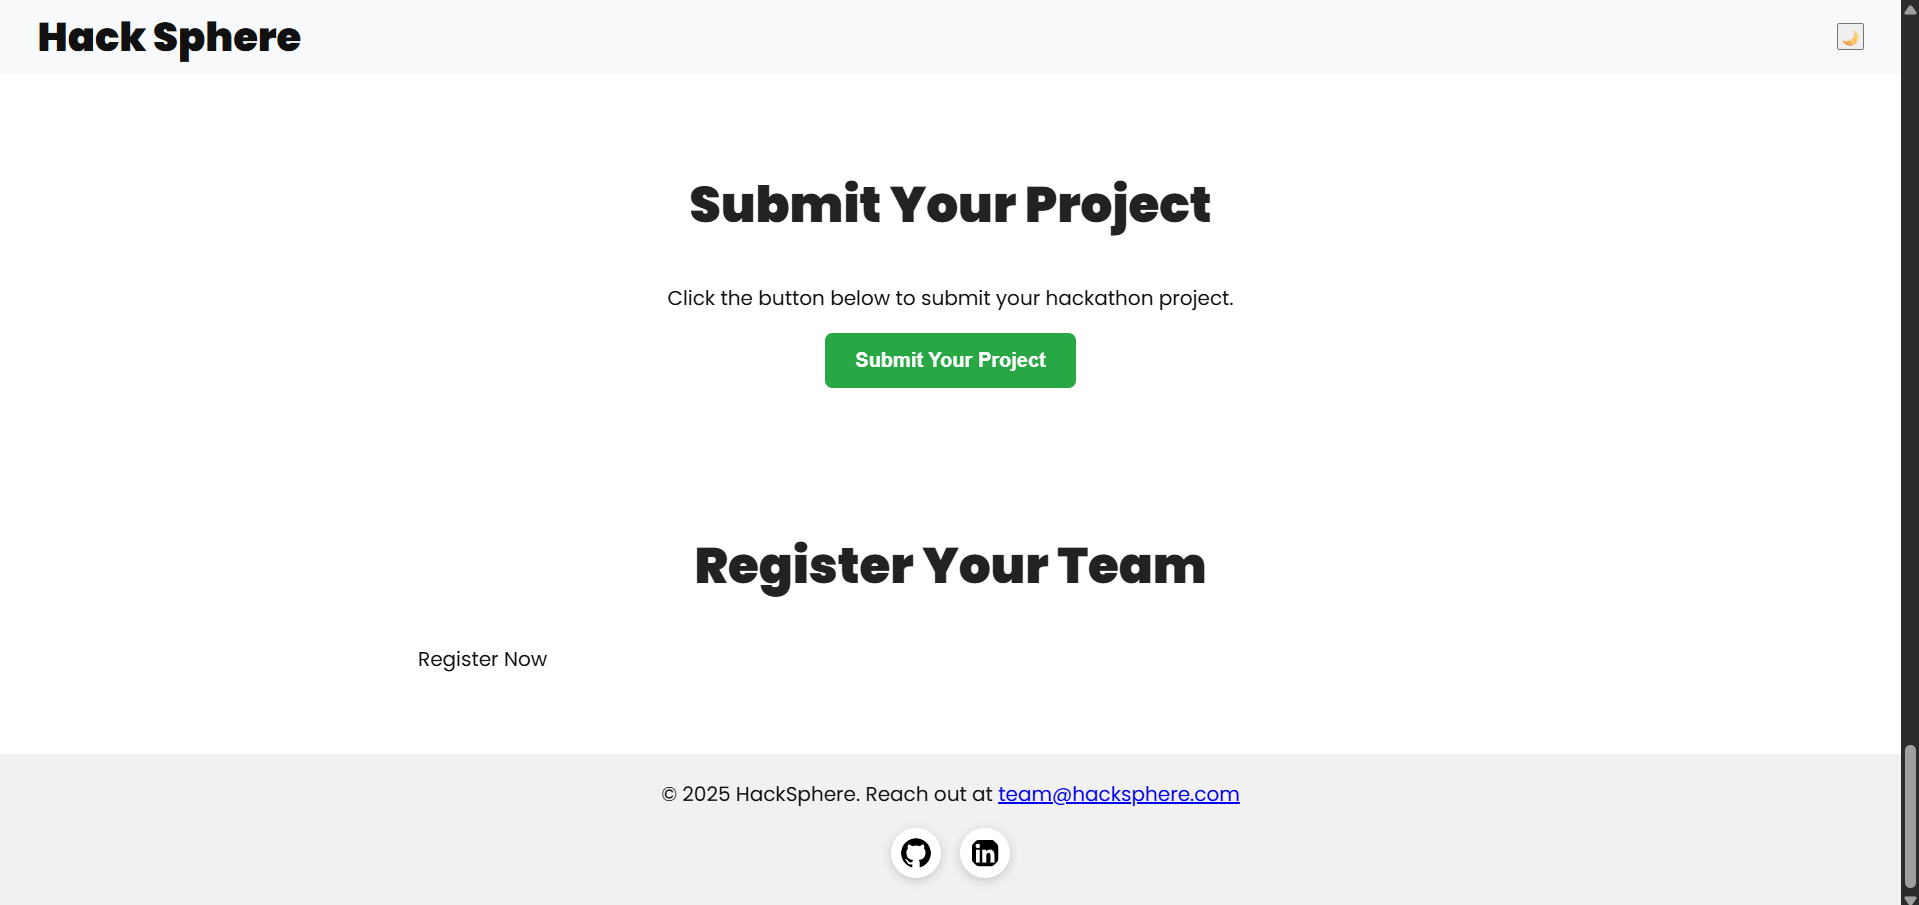 Hack Sphere
Submit Your Project
Click the button below to submit your hackathon project.
Submit Your Project
Register Your Team
Register Now
© 2025 HackSphere. Reach out at team@hacksphere.com
in